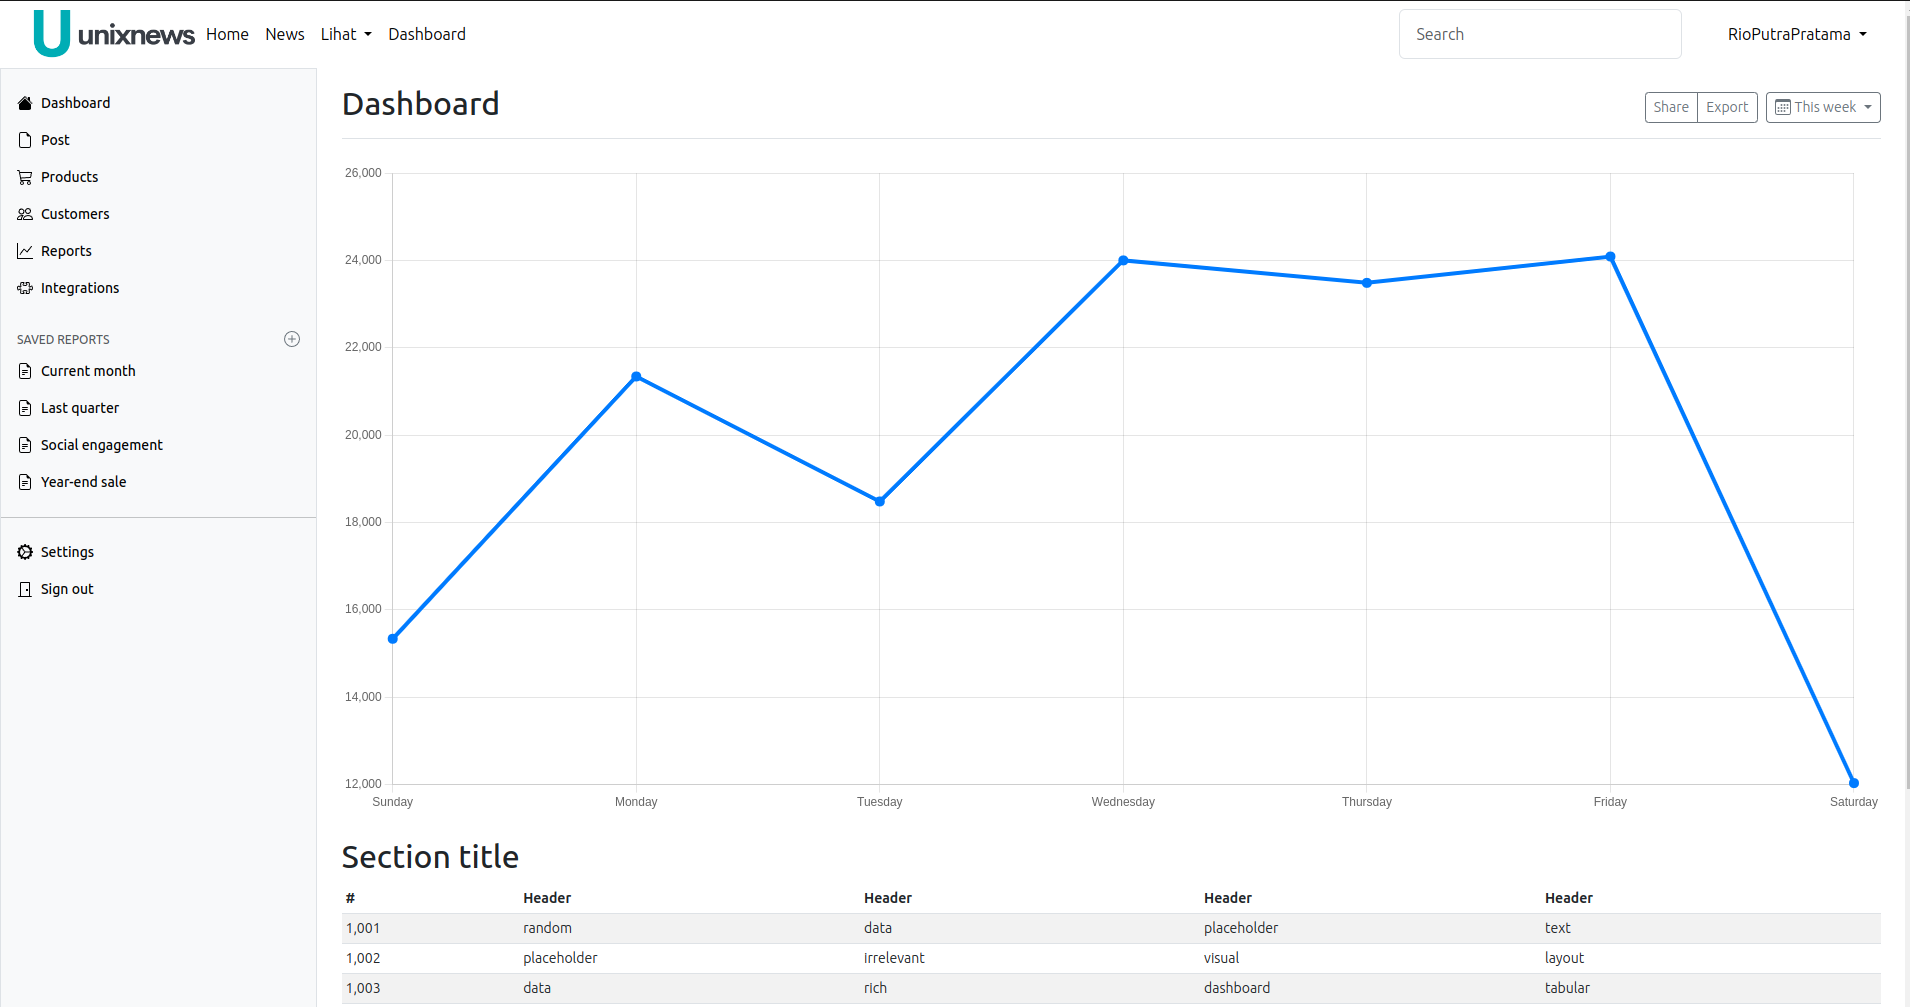 U unixnews Home News Lihat Dashboard Search RioPutraPratama
Dashboard
Post
Products
Customers
Reports
Integrations
SAVED REPORTS
Current month
Last quarter
Social engagement
Year-end sale
Settings
Sign out
Dashboard
Share Export This week
26,000
24,000
22,000
20,000
18,000
16,000
14,000
12,000
Sunday Monday Tuesday Wednesday Thursday Friday Saturday
Section title
# Header Header Header Header
1,001 random data placeholder text
1,002 placeholder irrelevant visual layout
1,003 data rich dashboard tabular